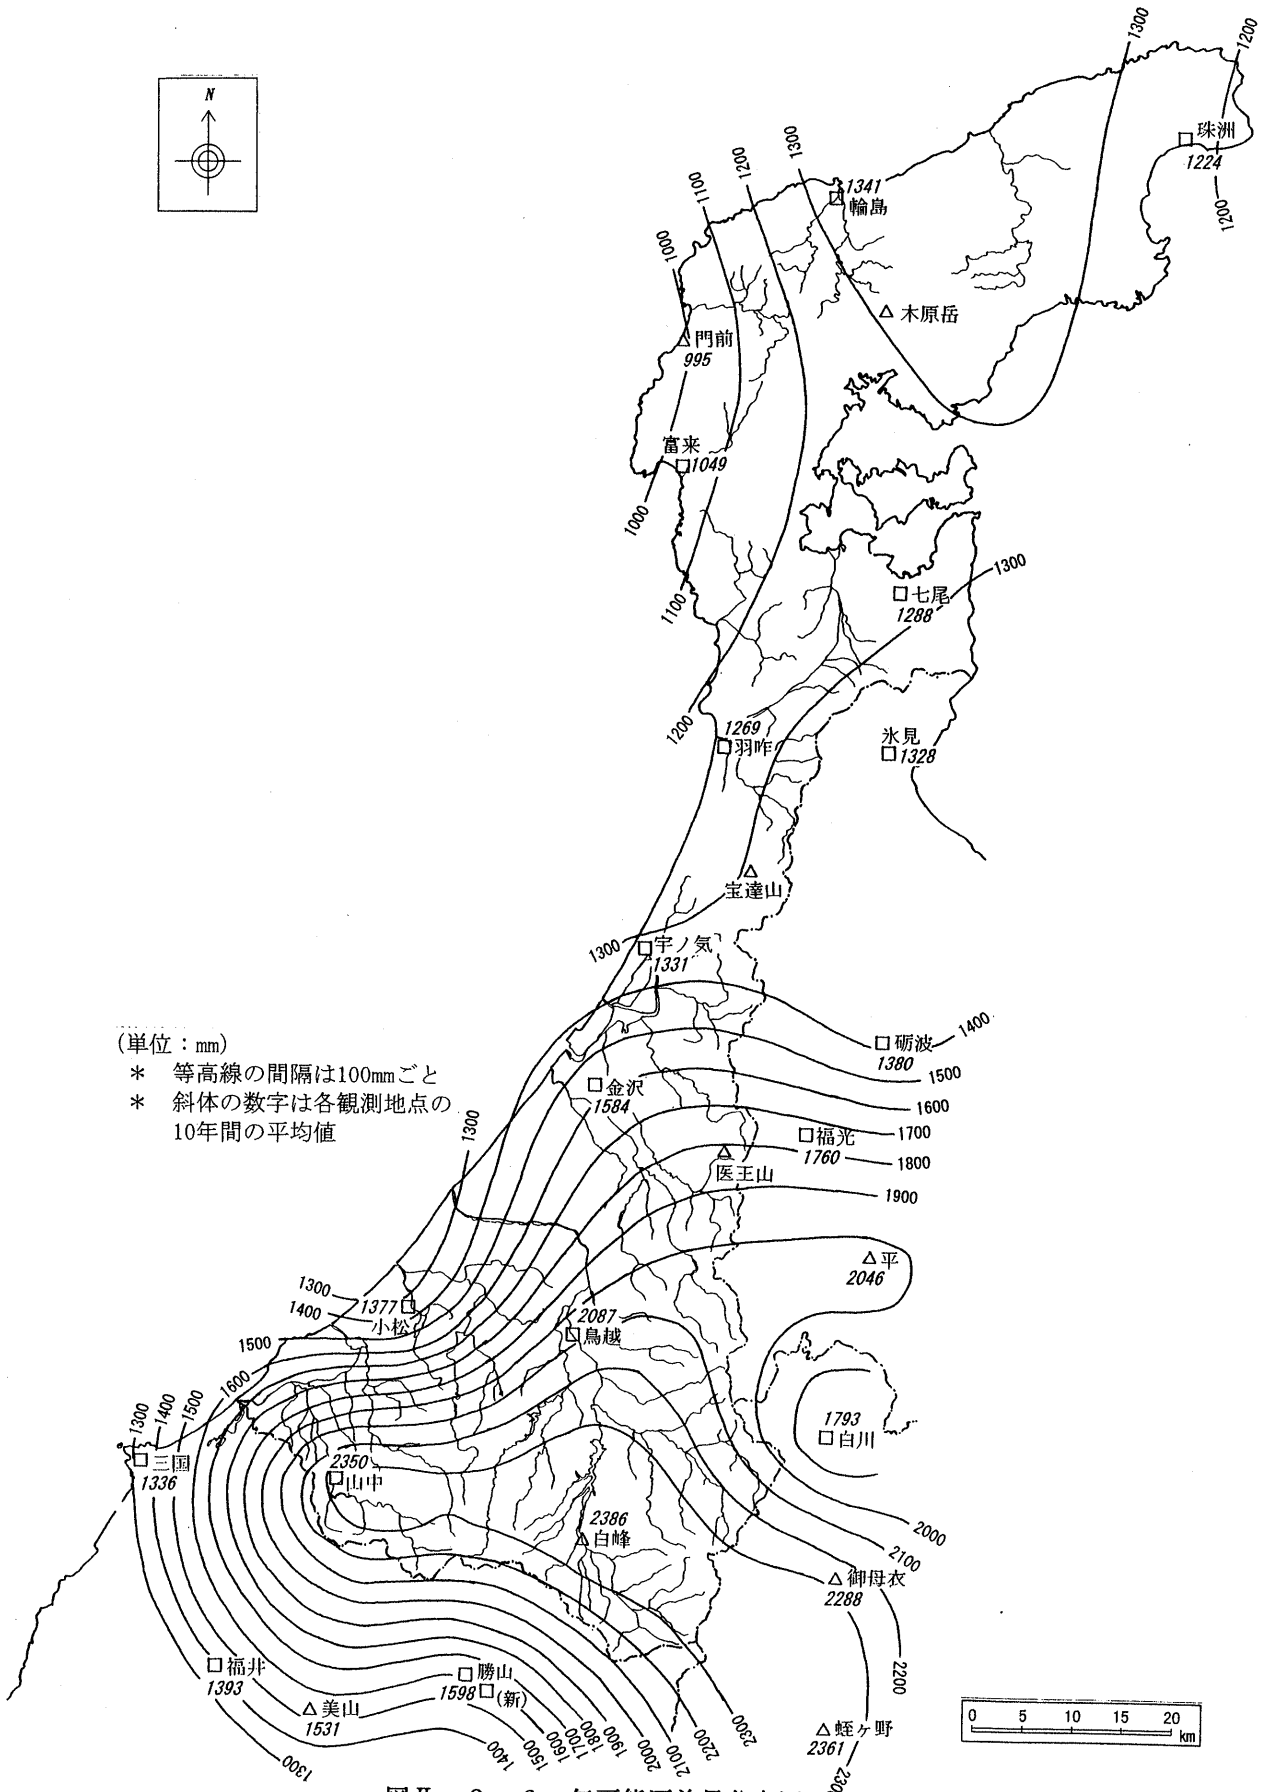 N
1300
1200
珠洲
1224
1200
1300
1200
1100
1000
1341
輪島
木原岳
門前
995
富来
1049
1000
1100
1300
七尾
1288
1200
1269
羽咋
氷見
1328
宝達山
1300
宇ノ気
1331
(単位：mm)
＊ 等高線の間隔は100mmごと
＊ 斜体の数字は各観測地点の
10年間の平均値
砺波
1380
1400
1500
金沢
1584
1600
福光
1760
1700
1800
医王山
1900
1300
平
2046
1300
1377
1400
小松
1500
2087
鳥越
1600
1300
1400
1500
三国
1336
2350
山中
1793
白川
2386
白峰
2000
2100
御母衣
2288
2200
福井
1393
勝山
1598
(新)
美山
1531
蛭ヶ野
2361
1300
1400
1500
1600
1700
1800
1900
2000
2100
2200
2300
0 5 10 15 20
km